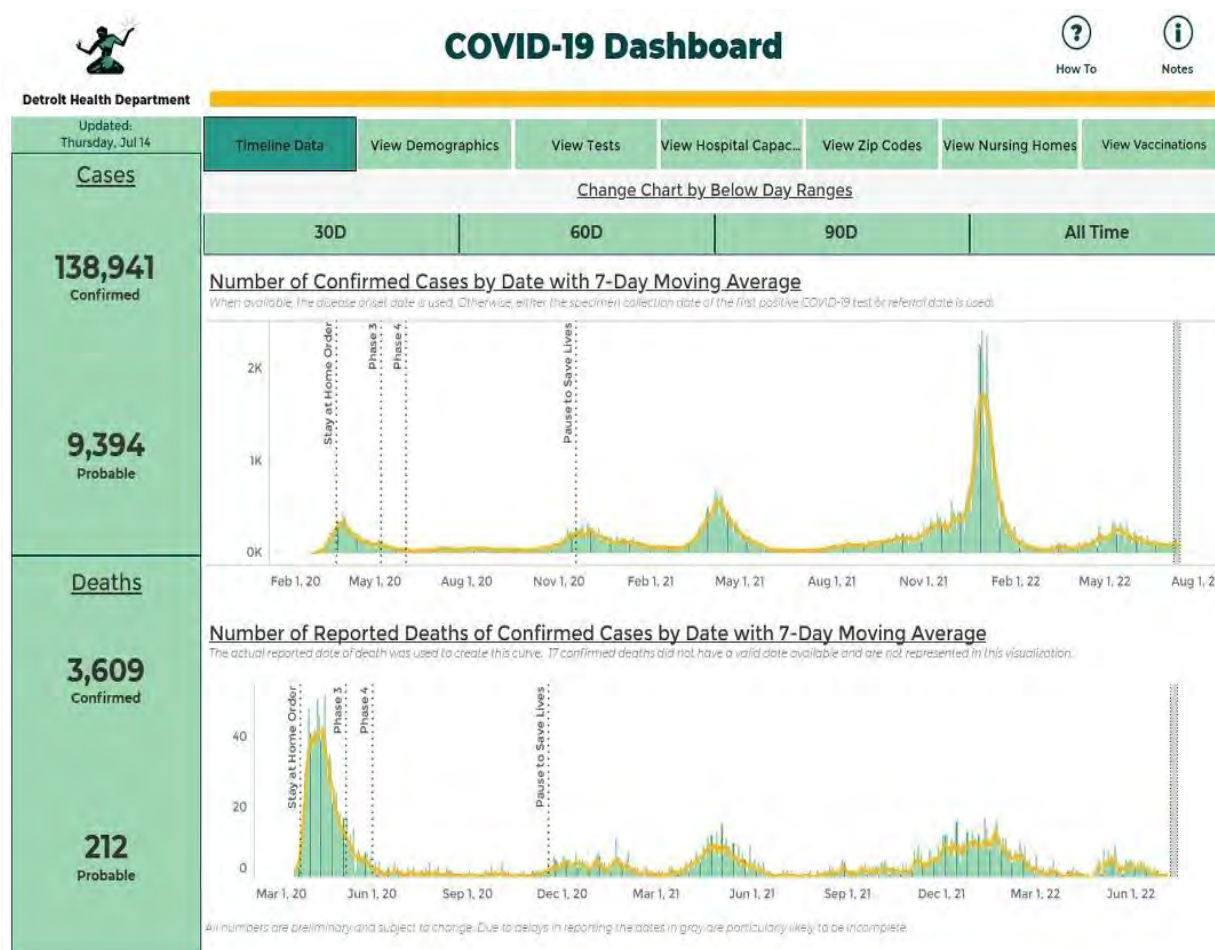 COVID-19 Dashboard
?
How To
i
Notes
Detroit Health Department
Updated:
Thursday, Jul 14
Timeline Data
View Demographics
View Tests
View Hospital Capac...
View Zip Codes
View Nursing Homes
View Vaccinations
Cases
138,941
Confirmed
9,394
Probable
Change Chart by Below Day Ranges
30D
60D
90D
All Time
Number of Confirmed Cases by Date with 7-Day Moving Average
When available, the disease onset date is used. Otherwise, either the specimen collection date of the first positive COVID-19 test or referral date is used.
Stay at Home Order
Phase 3
Phase 4
Pause to Save Lives
2K
1K
0K
Feb 1, 20 May 1, 20 Aug 1, 20 Nov 1, 20 Feb 1, 21 May 1, 21 Aug 1, 21 Nov 1, 21 Feb 1, 22 May 1, 22 Aug 1, 2
Deaths
3,609
Confirmed
212
Probable
Number of Reported Deaths of Confirmed Cases by Date with 7-Day Moving Average
The actual reported date of death was used to create this curve. 17 confirmed deaths did not have a valid date available and are not represented in this visualization.
Stay at Home Order
Phase 3
Phase 4
Pause to Save Lives
40
20
0
Mar 1, 20 Jun 1, 20 Sep 1, 20 Dec 1, 20 Mar 1, 21 Jun 1, 21 Sep 1, 21 Dec 1, 21 Mar 1, 22 Jun 1, 22
All numbers are preliminary and subject to change. Due to delays in reporting the dates in gray are particularly likely to be incomplete